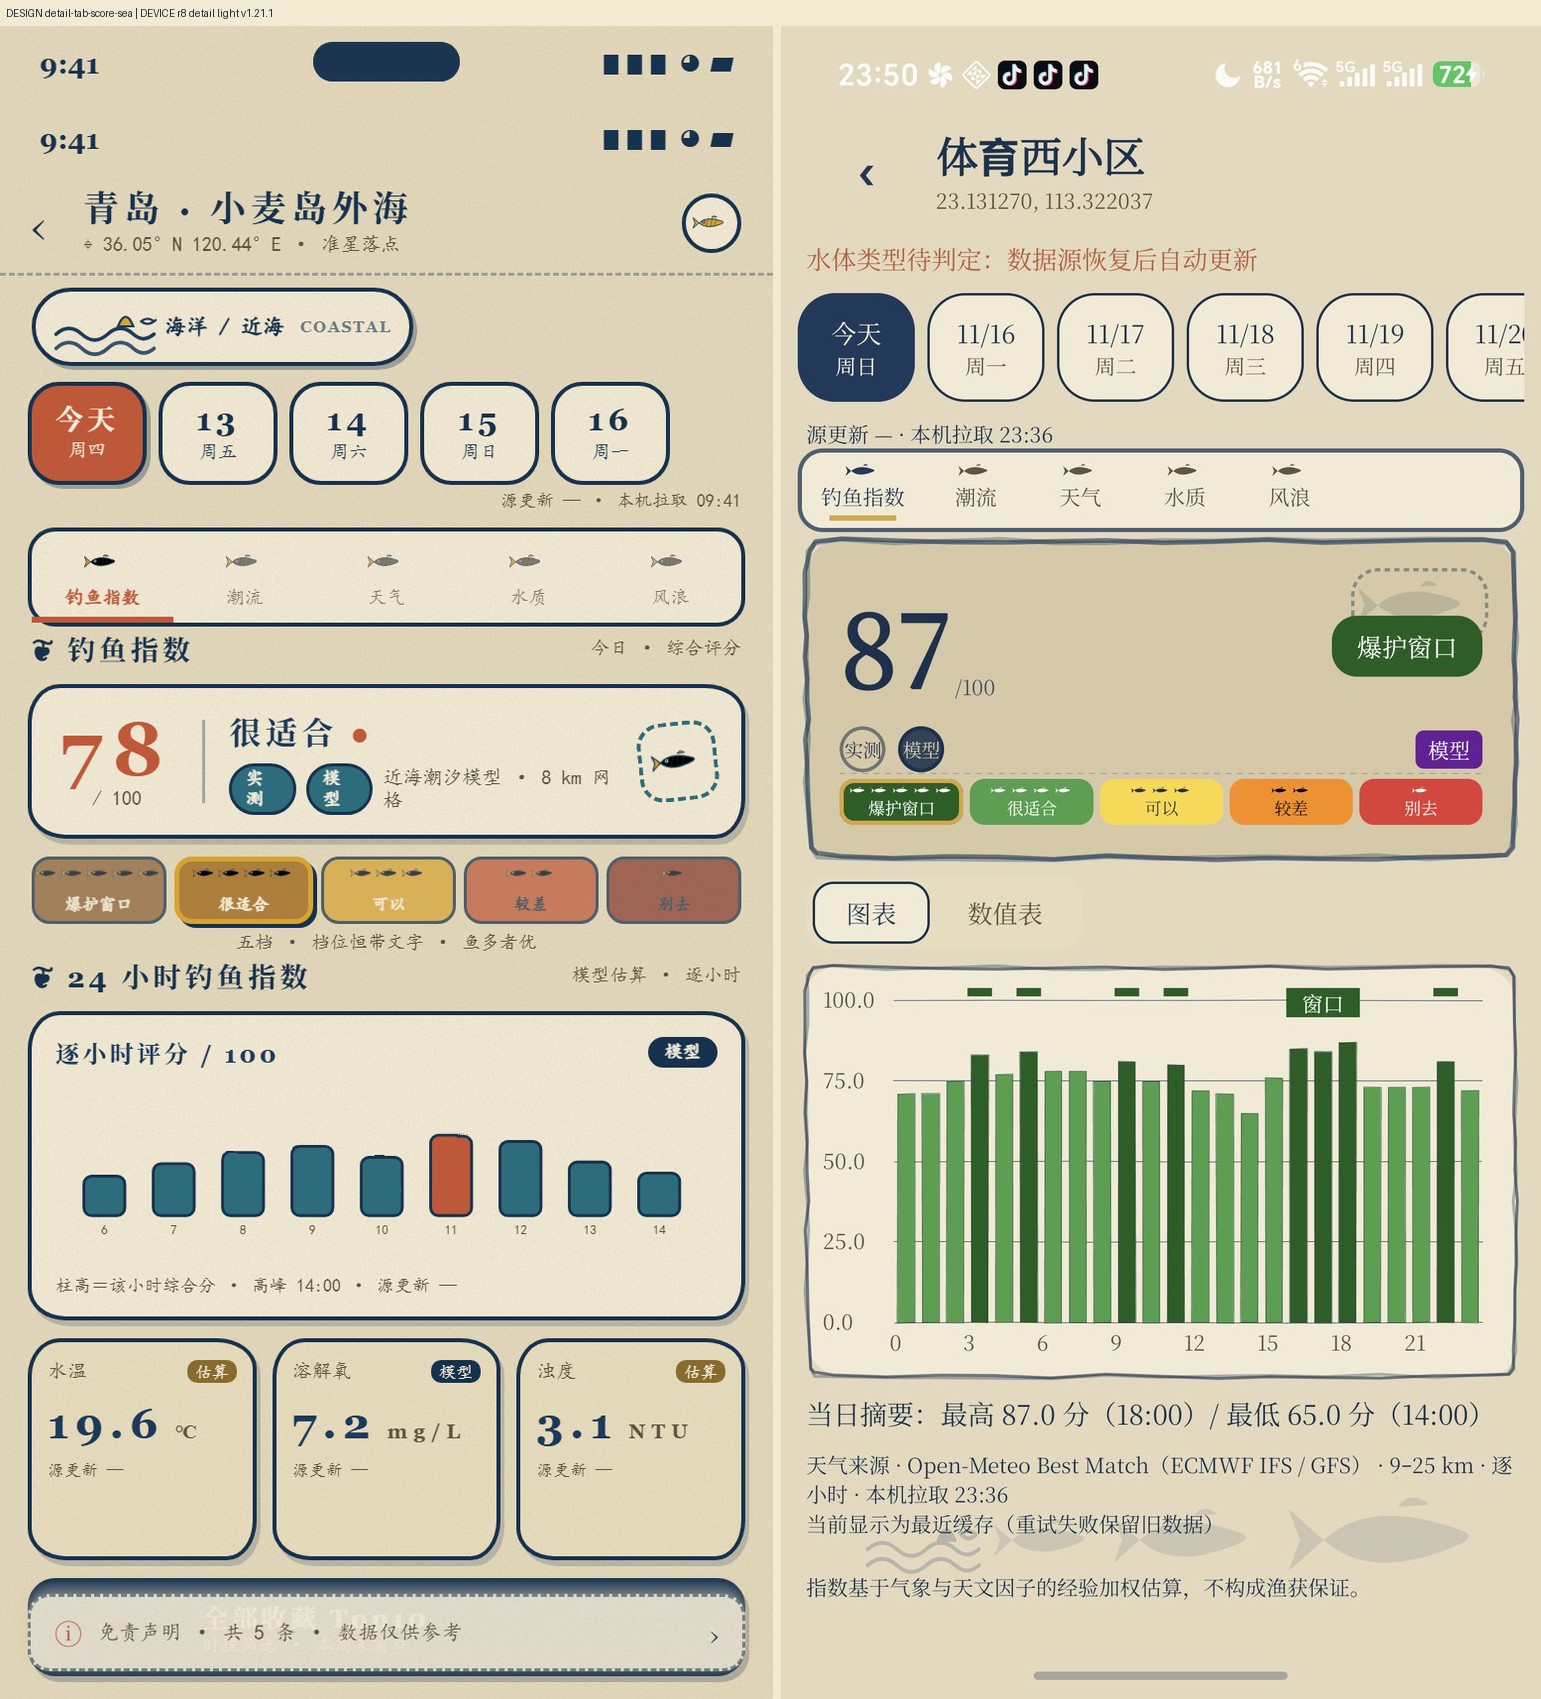 DESIGN detail-tab-score-sea | DEVICE r8 detail light v1.21.1
9:41
9:41
青岛 · 小麦岛外海
⌖ 36.05° N 120.44° E • 准星落点
海洋 / 近海 COASTAL
今天
周四
13
周五
14
周六
15
周日
16
周一
源更新 — • 本机拉取 09:41
钓鱼指数
潮流
天气
水质
风浪
❦ 钓鱼指数
今日 • 综合评分
78
/ 100
很适合
实测
模型
近海潮汐模型 • 8 km 网格
爆护窗口
很适合
可以
较差
别去
五档 • 档位恒带文字 • 鱼多者优
❦ 24 小时钓鱼指数
模型估算 • 逐小时
逐小时评分 / 100
模型
6 7 8 9 10 11 12 13 14
柱高=该小时综合分 • 高峰 14:00 • 源更新 —
水温
估算
19.6 ℃
源更新 —
溶解氧
模型
7.2 mg/L
源更新 —
浊度
估算
3.1 NTU
源更新 —
全部收藏 Top10
免责声明 • 共 5 条 • 数据仅供参考
23:50
681 B/s
6
5G
5G
72
体育西小区
23.131270, 113.322037
水体类型待判定：数据源恢复后自动更新
今天
周日
11/16
周一
11/17
周二
11/18
周三
11/19
周四
11/20
周五
源更新 — · 本机拉取 23:36
钓鱼指数
潮流
天气
水质
风浪
87
/100
爆护窗口
实测
模型
模型
爆护窗口
很适合
可以
较差
别去
图表
数值表
窗口
100.0
75.0
50.0
25.0
0.0
0 3 6 9 12 15 18 21
当日摘要：最高 87.0 分（18:00）/ 最低 65.0 分（14:00）
天气来源 · Open-Meteo Best Match（ECMWF IFS / GFS） · 9–25 km · 逐
小时 · 本机拉取 23:36
当前显示为最近缓存（重试失败保留旧数据）
指数基于气象与天文因子的经验加权估算，不构成渔获保证。